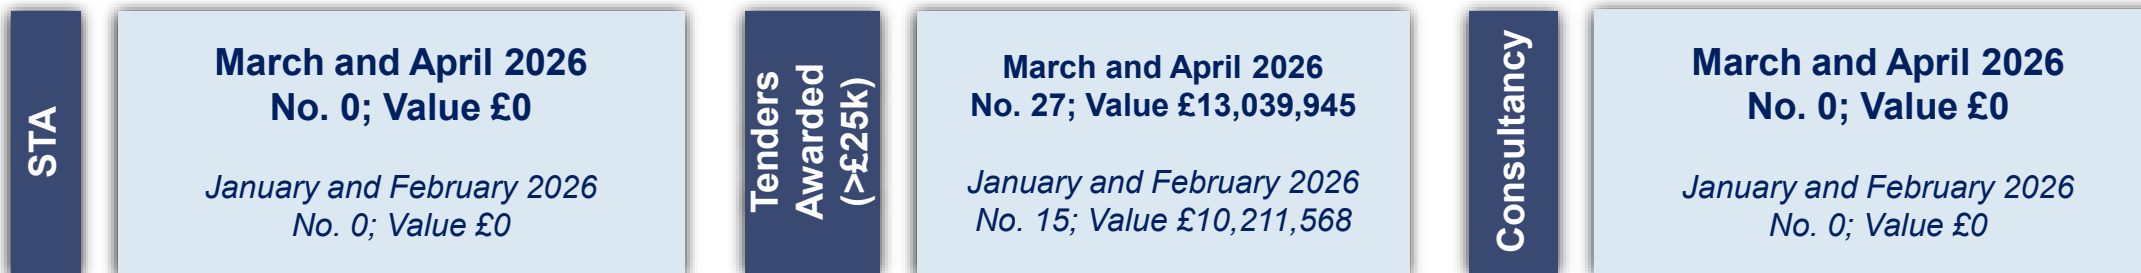 STA
March and April 2026
No. 0; Value £0
January and February 2026
No. 0; Value £0
Tenders
Awarded
(>£25k)
March and April 2026
No. 27; Value £13,039,945
January and February 2026
No. 15; Value £10,211,568
Consultancy
March and April 2026
No. 0; Value £0
January and February 2026
No. 0; Value £0